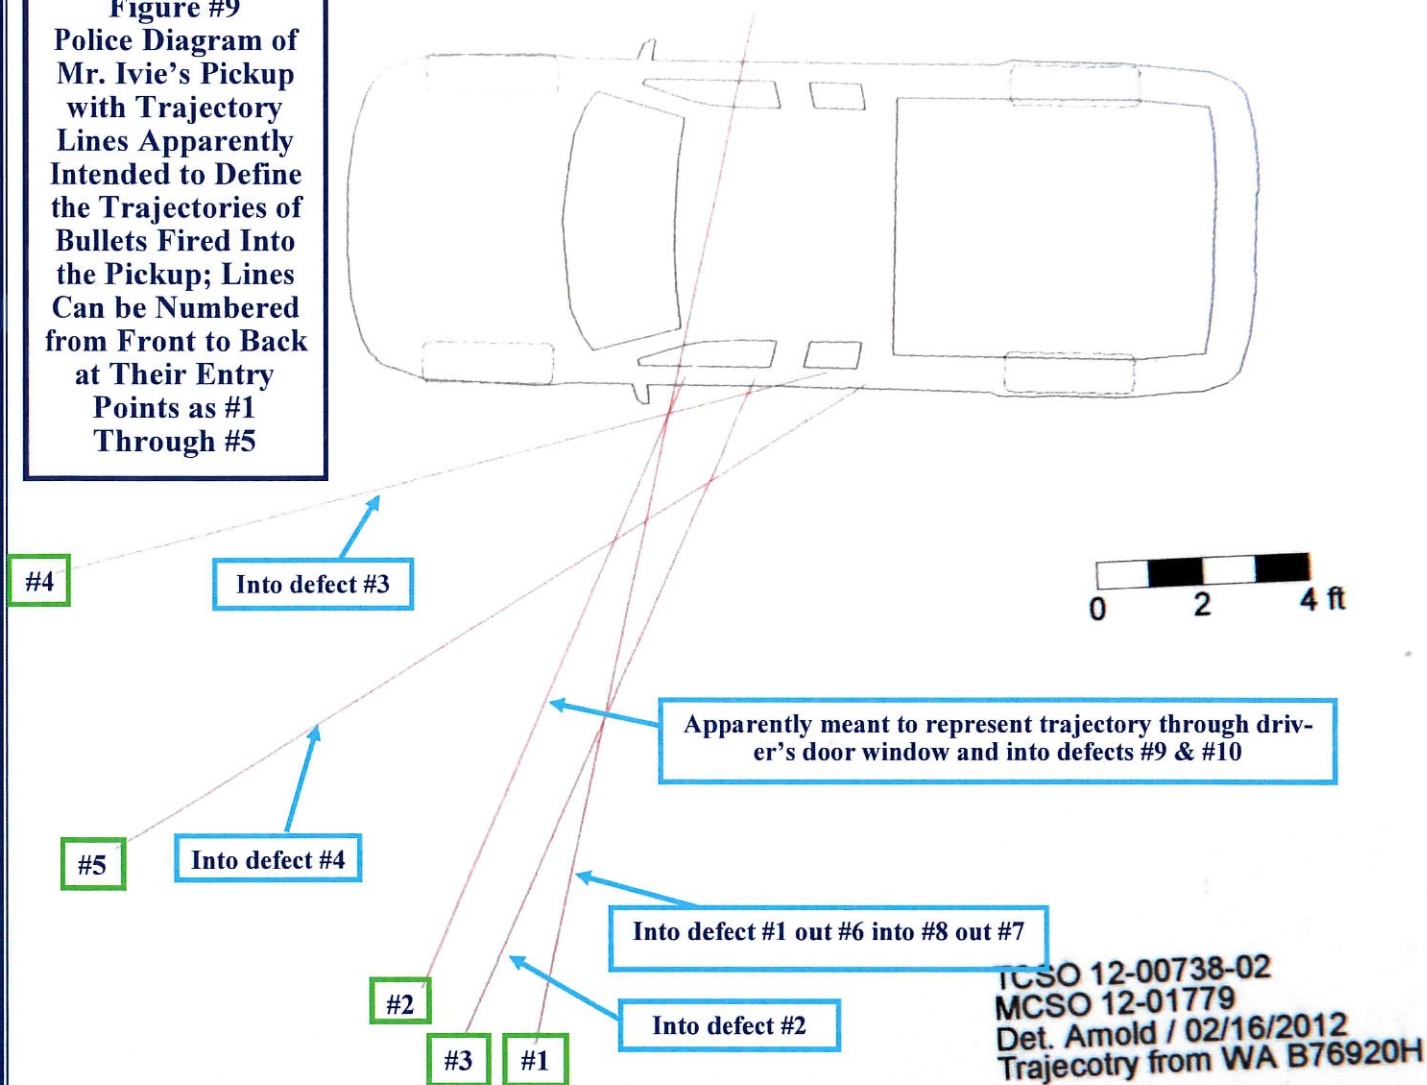 Figure #9
Police Diagram of
Mr. Ivie's Pickup
with Trajectory
Lines Apparently
Intended to Define
the Trajectories of
Bullets Fired Into
the Pickup; Lines
Can be Numbered
from Front to Back
at Their Entry
Points as #1
Through #5
#4
Into defect #3
0 2 4 ft
Apparently meant to represent trajectory through driv-
er's door window and into defects #9 & #10
#5
Into defect #4
Into defect #1 out #6 into #8 out #7
#2
Into defect #2
#3
#1
TCSO 12-00738-02
MCSO 12-01779
Det. Arnold / 02/16/2012
Trajecotry from WA B76920H